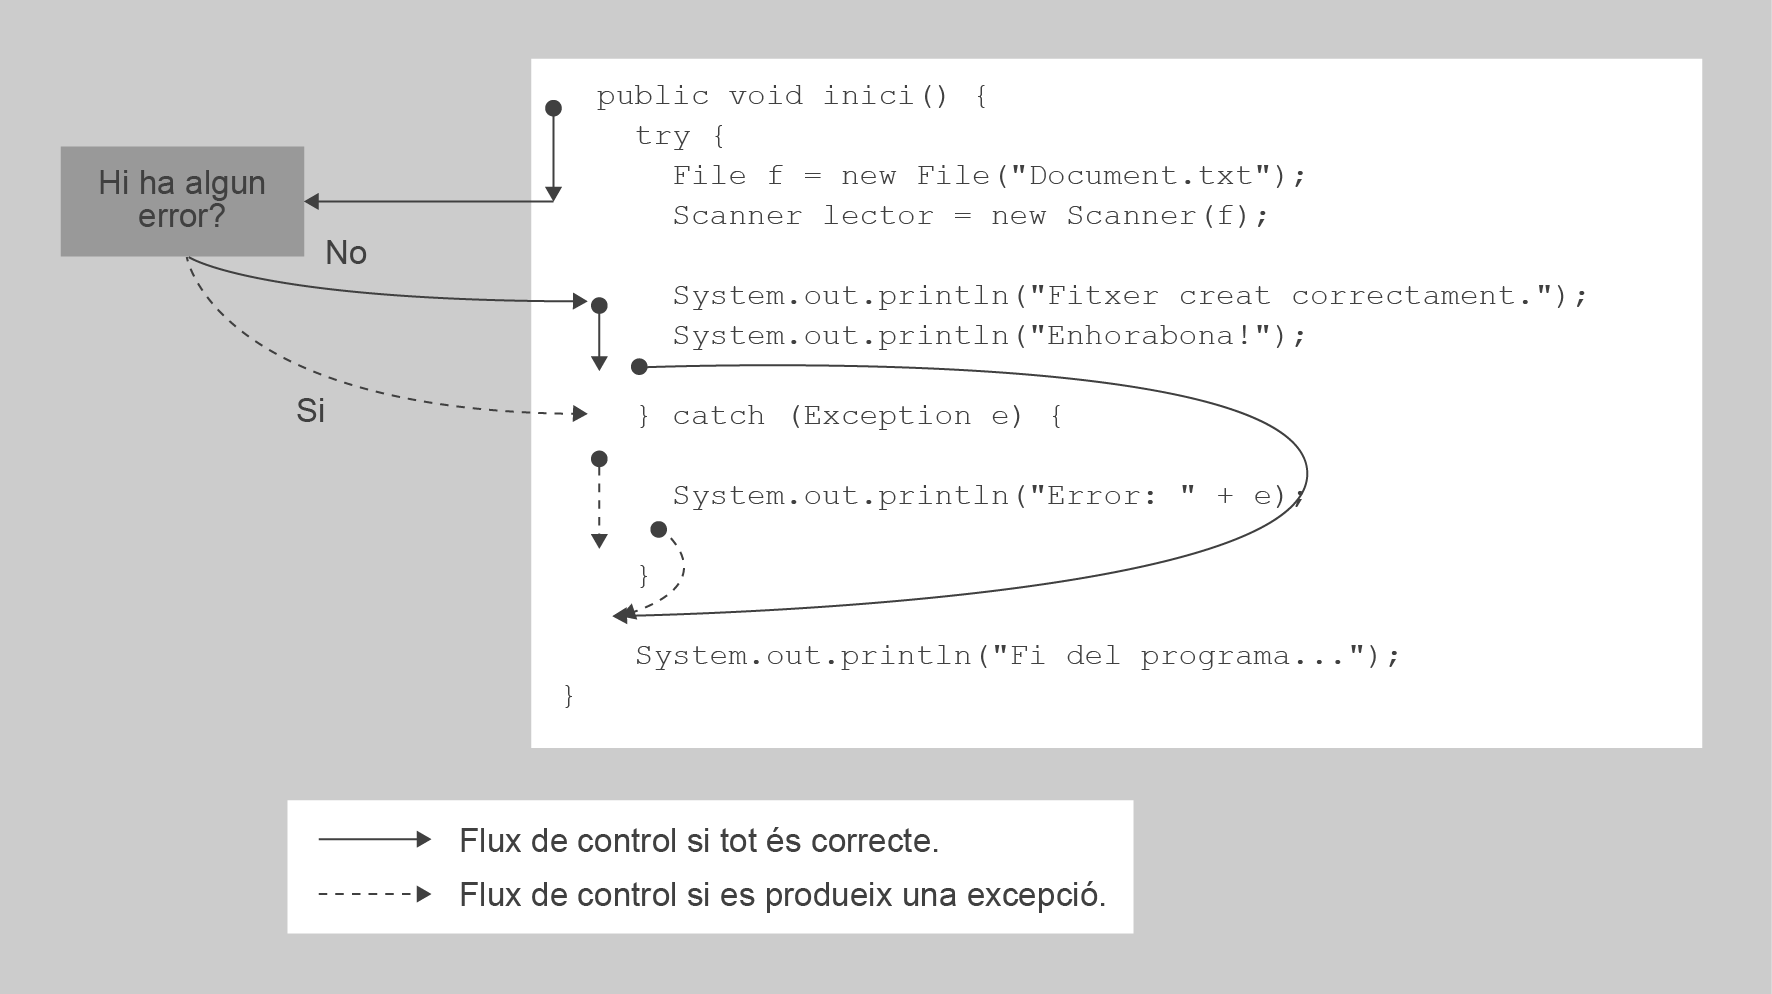 public void inici() {
try {
Hi ha algun
error?
File f = new File("Document.txt");
Scanner lector = new Scanner(f);
No
System.out.println("Fitxer creat correctament.");
System.out.println("Enhorabona!");
Si
} catch (Exception e) {
System.out.println("Error: " + e);
}
System.out.println("Fi del programa...");
}
Flux de control si tot és correcte.
Flux de control si es produeix una excepció.